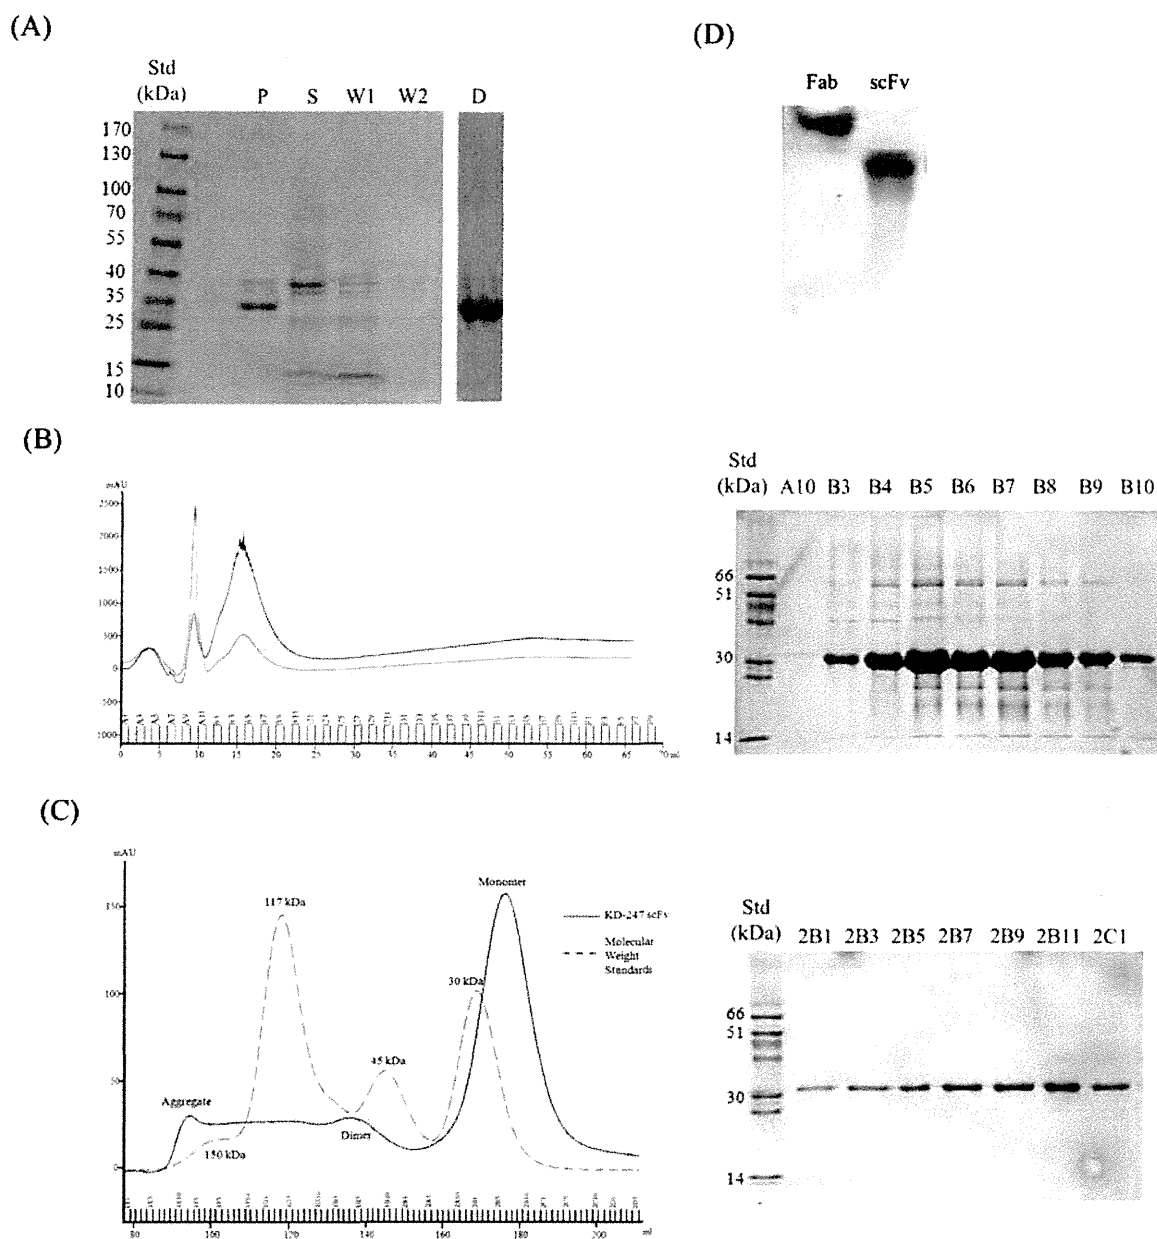 (A)
Std
(kDa)
P S W1 W2 D
170
130
100
70
55
40
35
25
15
10
(D)
Fab scFv
(B)
mAU
2500
2000
1500
1000
500
0
500
1000
0 5 10 15 20 25 30 35 40 45 50 55 60 65 70 ml
Std
(kDa) A10 B3 B4 B5 B6 B7 B8 B9 B10
66
51
30
14
(C)
mAU
150
100
50
0
117 kDa
Monomer
KD-247 scFv
Molecular
Weight
Standards
30 kDa
45 kDa
Aggregate
Dimer
150 kDa
80 100 120 140 160 180 200 ml
Std
(kDa) 2B1 2B3 2B5 2B7 2B9 2B11 2C1
66
51
30
14